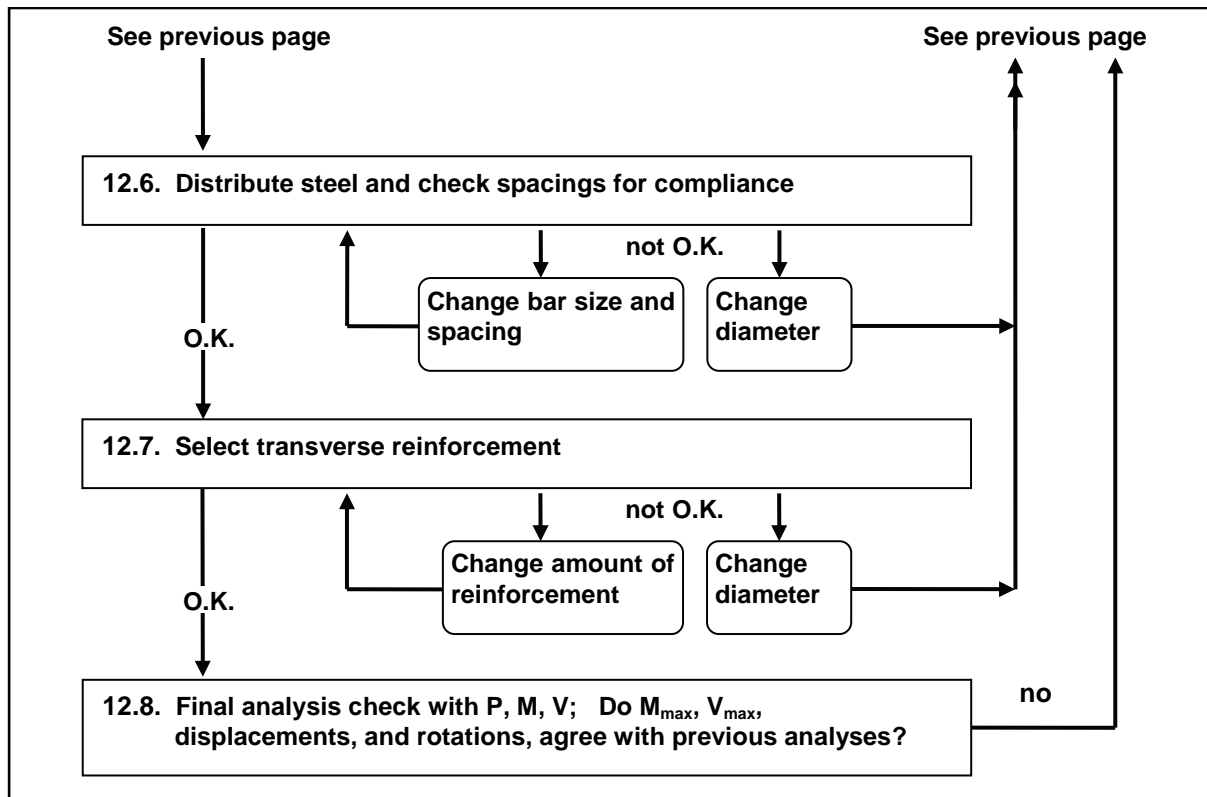 See previous page
See previous page
12.6. Distribute steel and check spacings for compliance
not O.K.
Change bar size and
spacing
Change
diameter
O.K.
12.7. Select transverse reinforcement
not O.K.
Change amount of
reinforcement
Change
diameter
O.K.
12.8. Final analysis check with P, M, V; Do Mmax, Vmax,
displacements, and rotations, agree with previous analyses?
no